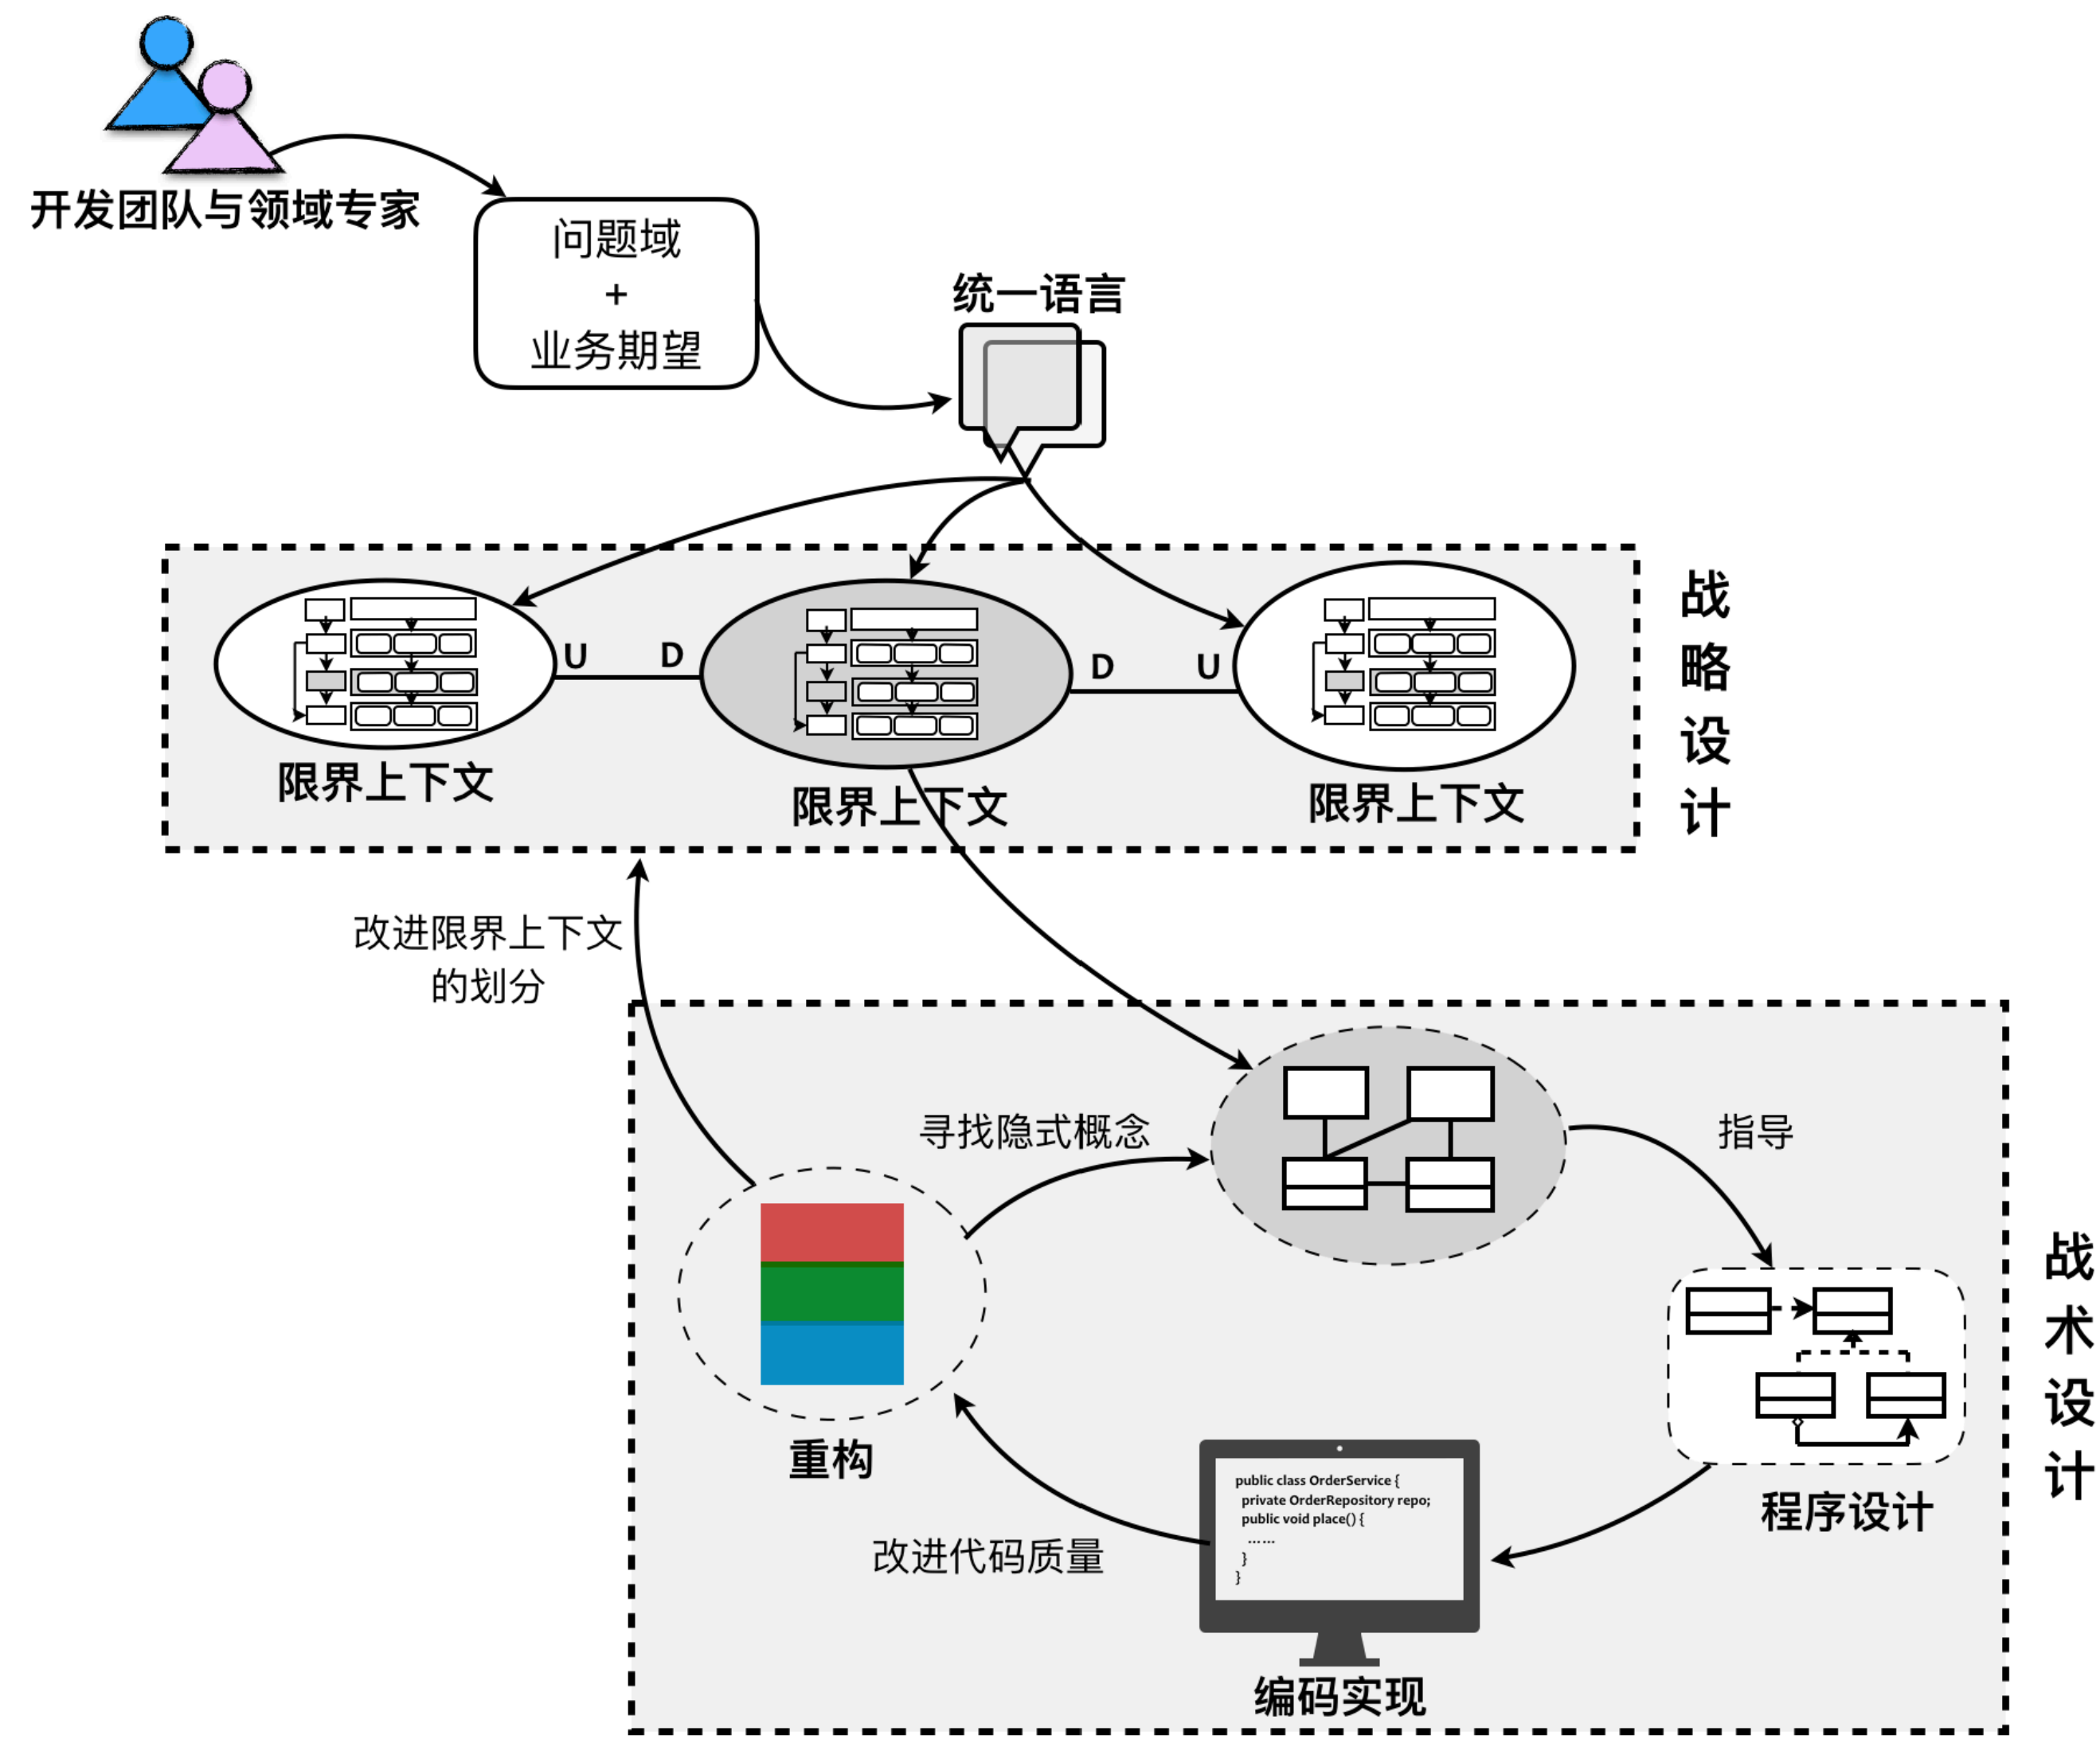 开发团队与领域专家
问题域
+
业务期望
统一语言
U
D
D
U
限界上下文
限界上下文
限界上下文
战
略
设
计
改进限界上下文
的划分
寻找隐式概念
指导
重构
改进代码质量
public class OrderService {
private OrderRepository repo;
public void place() {
……
}
}
编码实现
程序设计
战
术
设
计